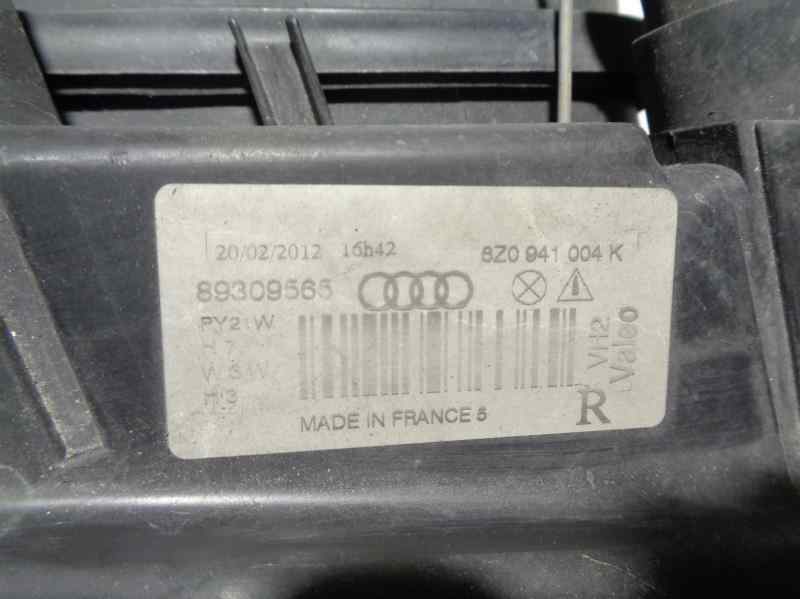 20/02/2012 16h42 8Z0 941 004 K
89309565
PY21W
H7
W5W
H3
MADE IN FRANCE 5
R
VH2
Valeo